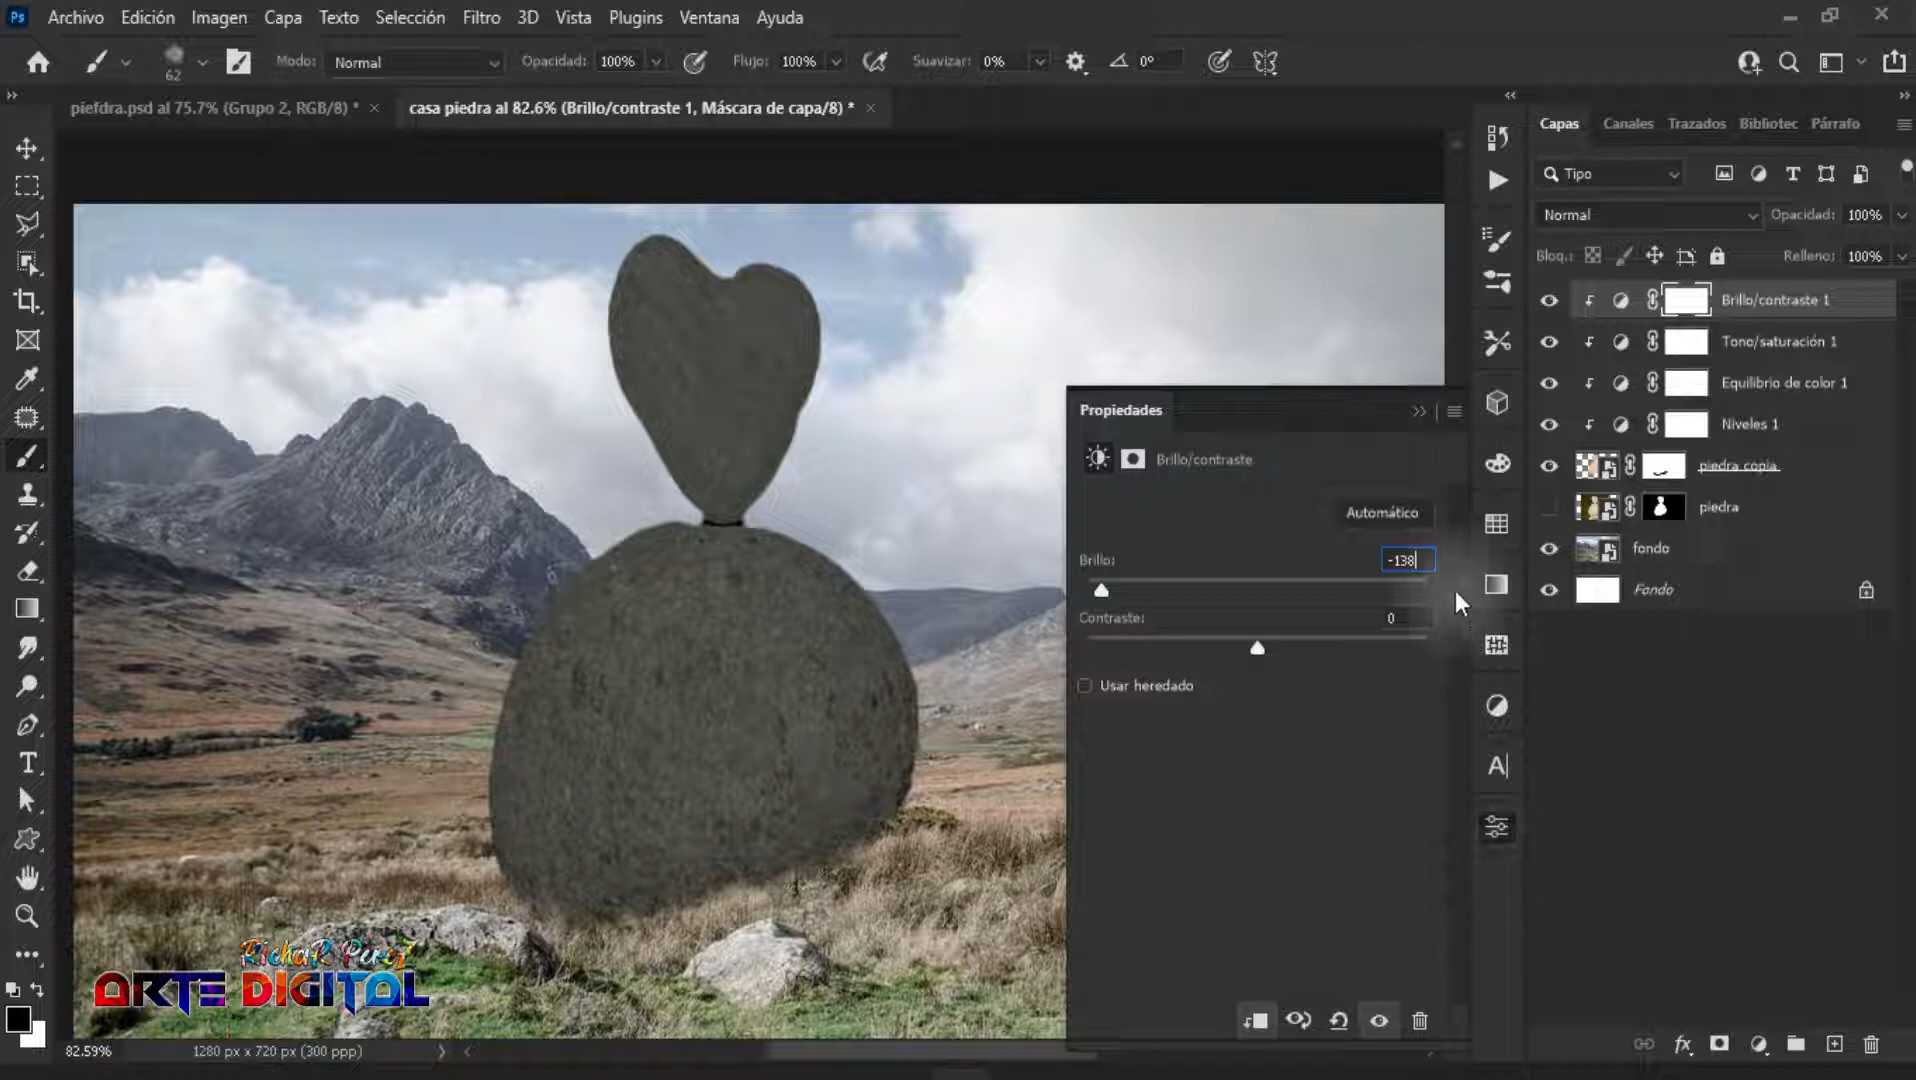 Ps Archivo Edición Imagen Capa Texto Selección Filtro 3D Vista Plugins Ventana Ayuda
62 Modo: Normal Opacidad: 100% Flujo: 100% Suavizar: 0% 0°
piefdra.psd al 75.7% (Grupo 2, RGB/8) * × casa piedra al 82.6% (Brillo/contraste 1, Máscara de capa/8) * ×
Capas Canales Trazados Bibliotec Párrafo
Tipo
Normal Opacidad: 100%
Bloq.: Relleno: 100%
Brillo/contraste 1
Tono/saturación 1
Equilibrio de color 1
Niveles 1
piedra copia
piedra
fondo
Fondo
Propiedades
Brillo/contraste
Automático
Brillo: -138
Contraste: 0
Usar heredado
RichaR PereZ
ARTE DIGITAL
82.59% 1280 px x 720 px (300 ppp)